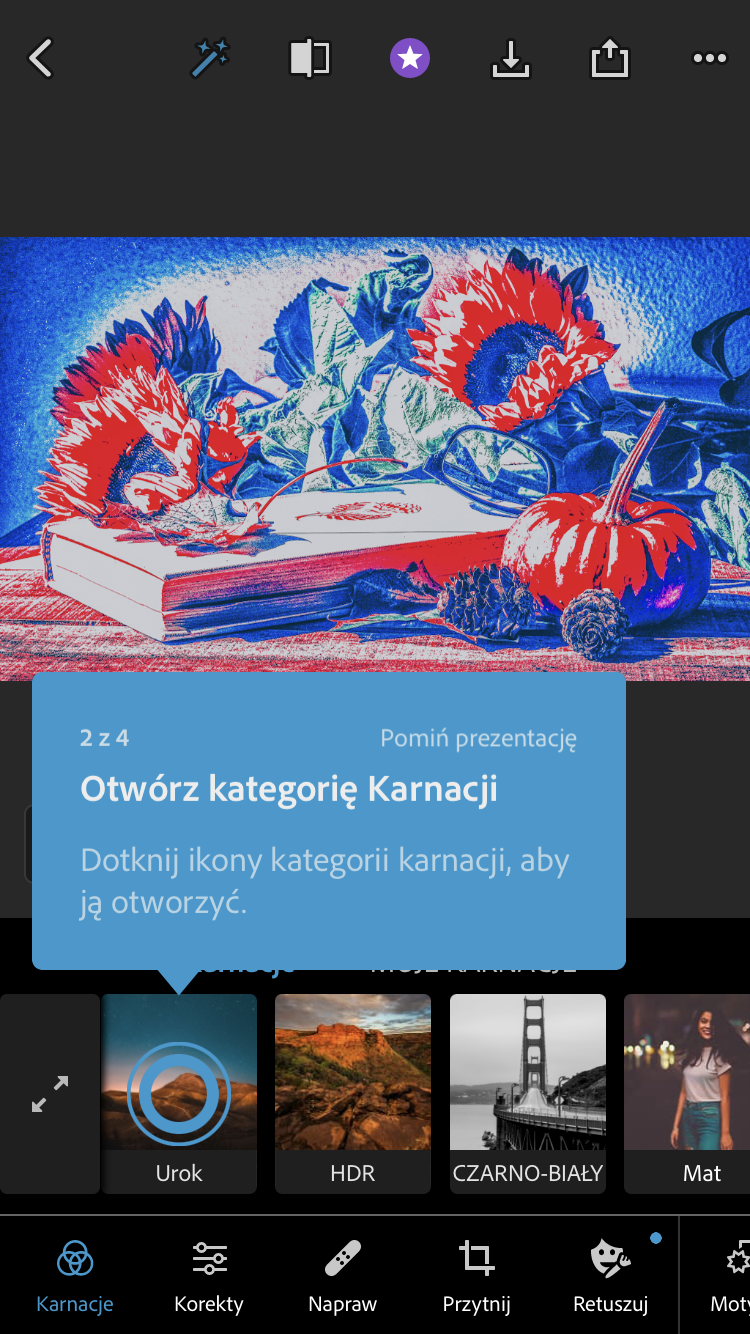 2 z 4
Pomiń prezentację
Otwórz kategorię Karnacji
Dotknij ikony kategorii karnacji, aby
ją otworzyć.
Urok
HDR
CZARNO-BIAŁY
Mat
Karnacje
Korekty
Napraw
Przytnij
Retuszuj